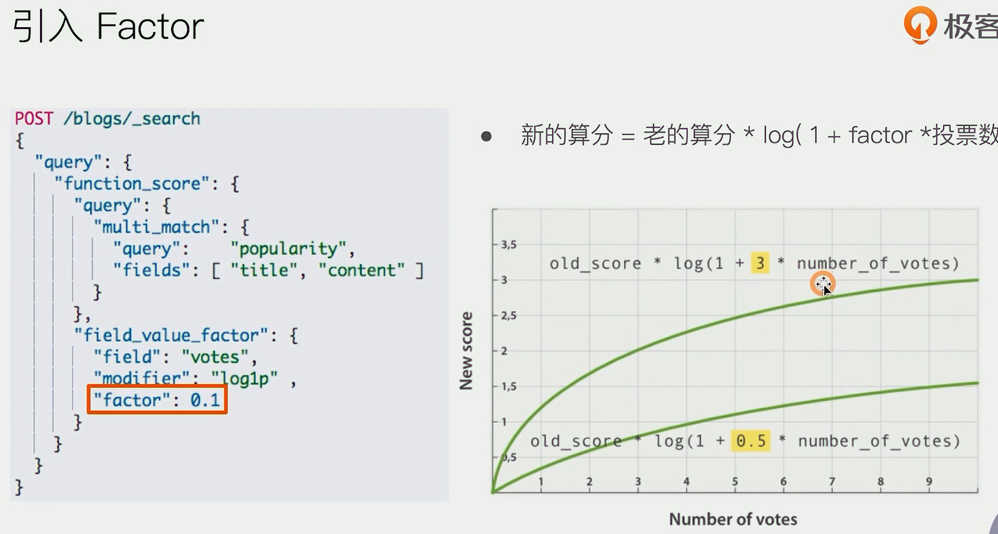 引入 Factor
极客
POST /blogs/_search
{
"query": {
"function_score": {
"query": {
"multi_match": {
"query": "popularity",
"fields": [ "title", "content" ]
}
},
"field_value_factor": {
"field": "votes",
"modifier": "log1p" ,
"factor": 0.1
}
}
}
}
● 新的算分 = 老的算分 * log( 1 + factor *投票数
3,5
old_score * log(1 + 3 * number_of_votes)
3
2,5
2
1,5
1
old_score * log(1 + 0.5 * number_of_votes)
0,5
1 2 3 4 5 6 7 8 9
New score
Number of votes